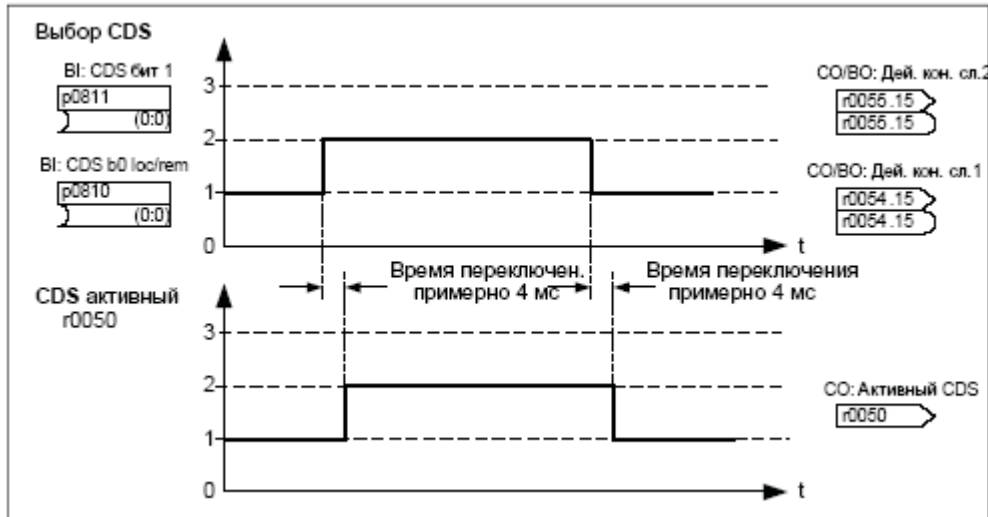 Выбор CDS
BI: CDS бит 1
p0811
(0:0)
BI: CDS b0 loc/rem
p0810
(0:0)
3
2
1
0
t
CO/BO: Дей. кон. сл.2
r0055.15
r0055.15
CO/BO: Дей. кон. сл.1
r0054.15
r0054.15
Время переключен.
примерно 4 мс
Время переключения
примерно 4 мс
CDS активный
r0050
3
2
1
0
t
CO: Активный CDS
r0050